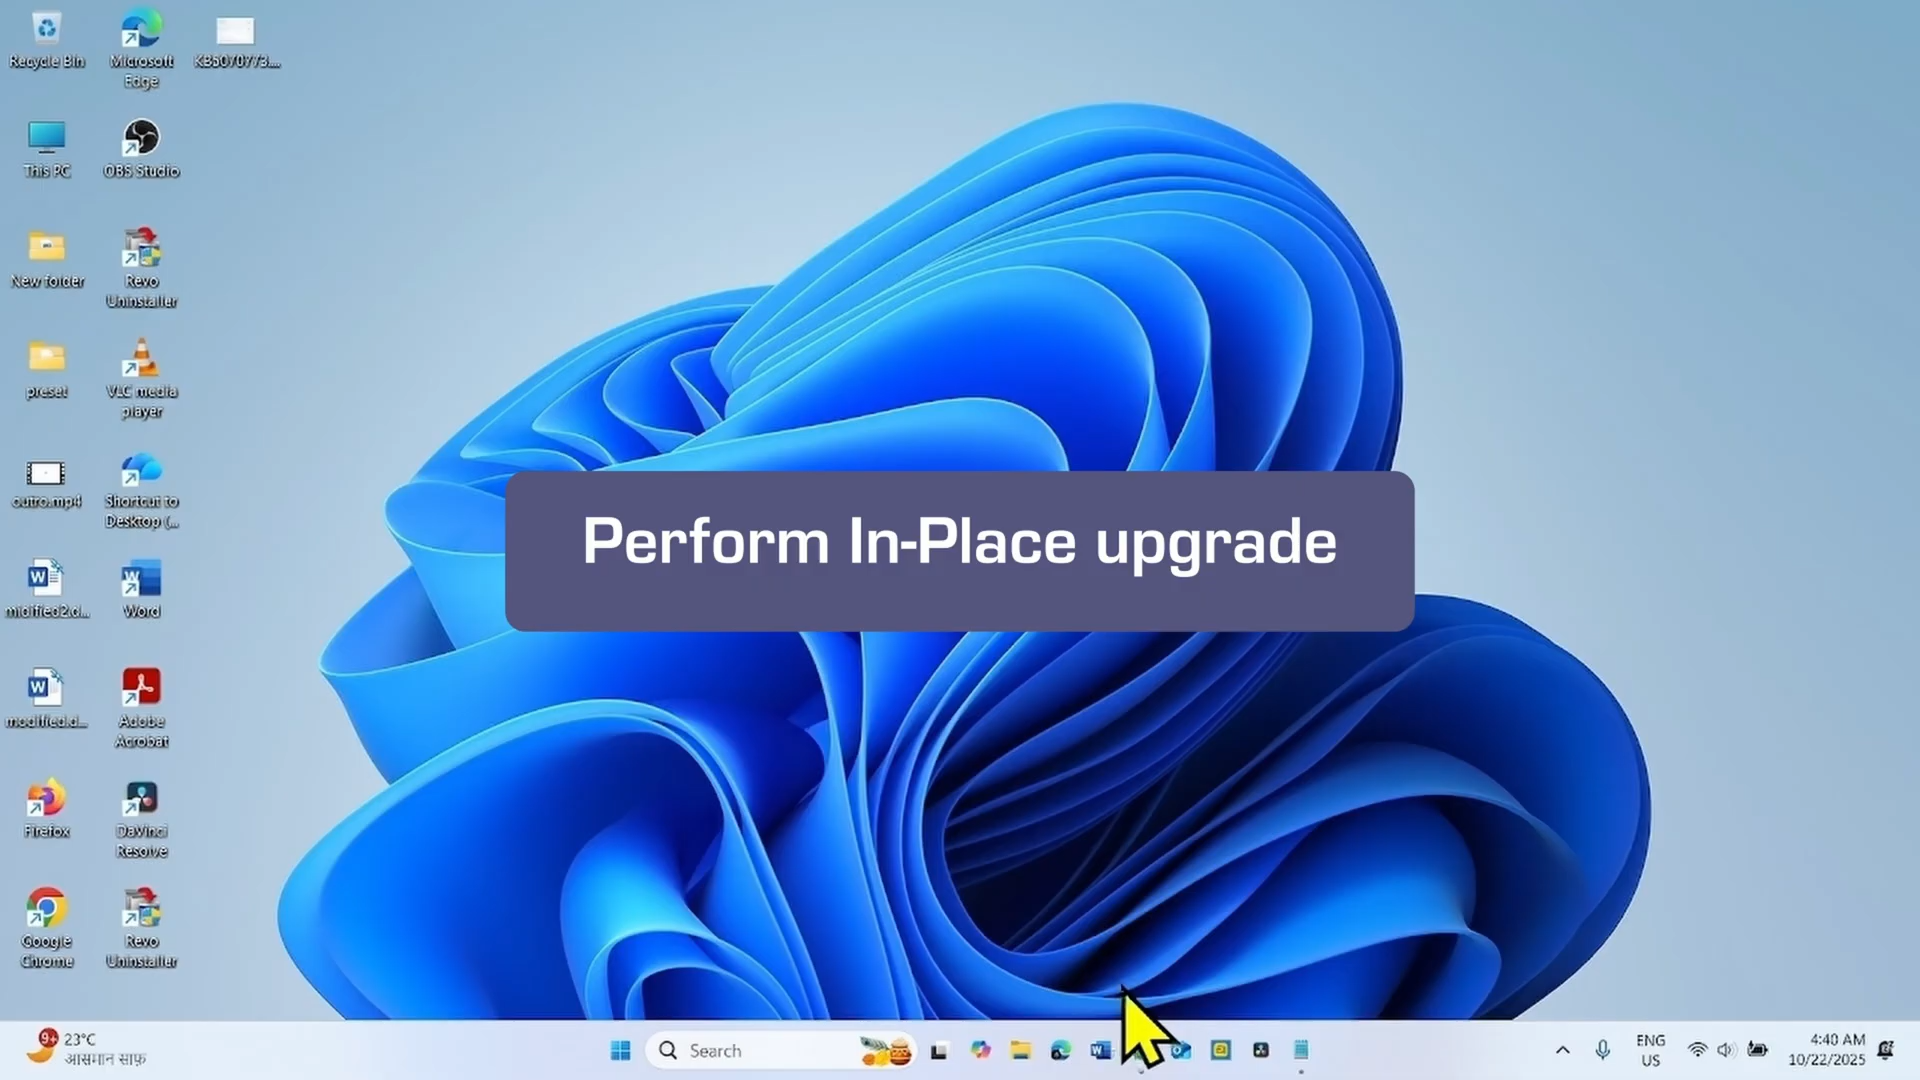 Recycle Bin
Microsoft
Edge
KB5070773...
This PC
OBS Studio
New folder
Revo
Uninstaller
preset
VLC media
player
outro.mp4
Shortcut to
Desktop (...
Perform In-Place upgrade
midified2.d...
Word
modified.d...
Adobe
Acrobat
Firefox
DaVinci
Resolve
Google
Chrome
Revo
Uninstaller
9+
23°C
आसमान साफ़
Search
ENG
US
4:40 AM
10/22/2025